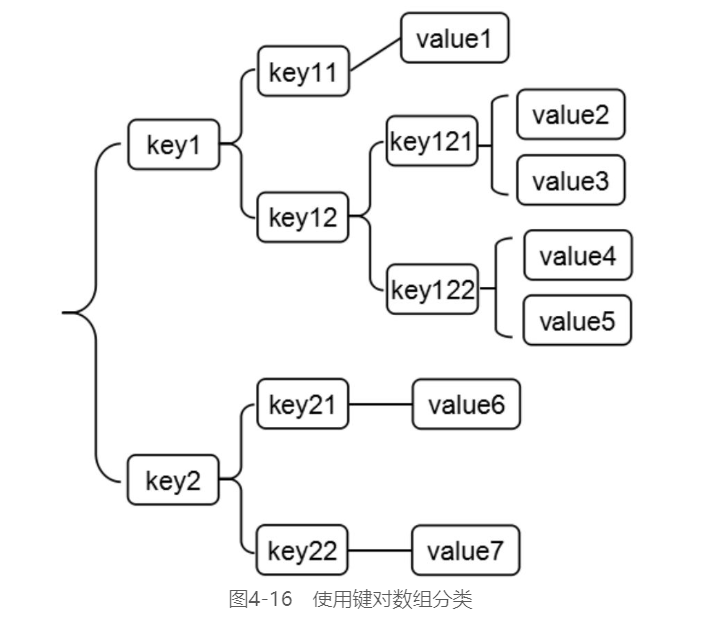 value1
key11
value2
key121
key1
value3
key12
value4
key122
value5
key21
value6
key2
key22
value7
图4-16 使用键对数组分类